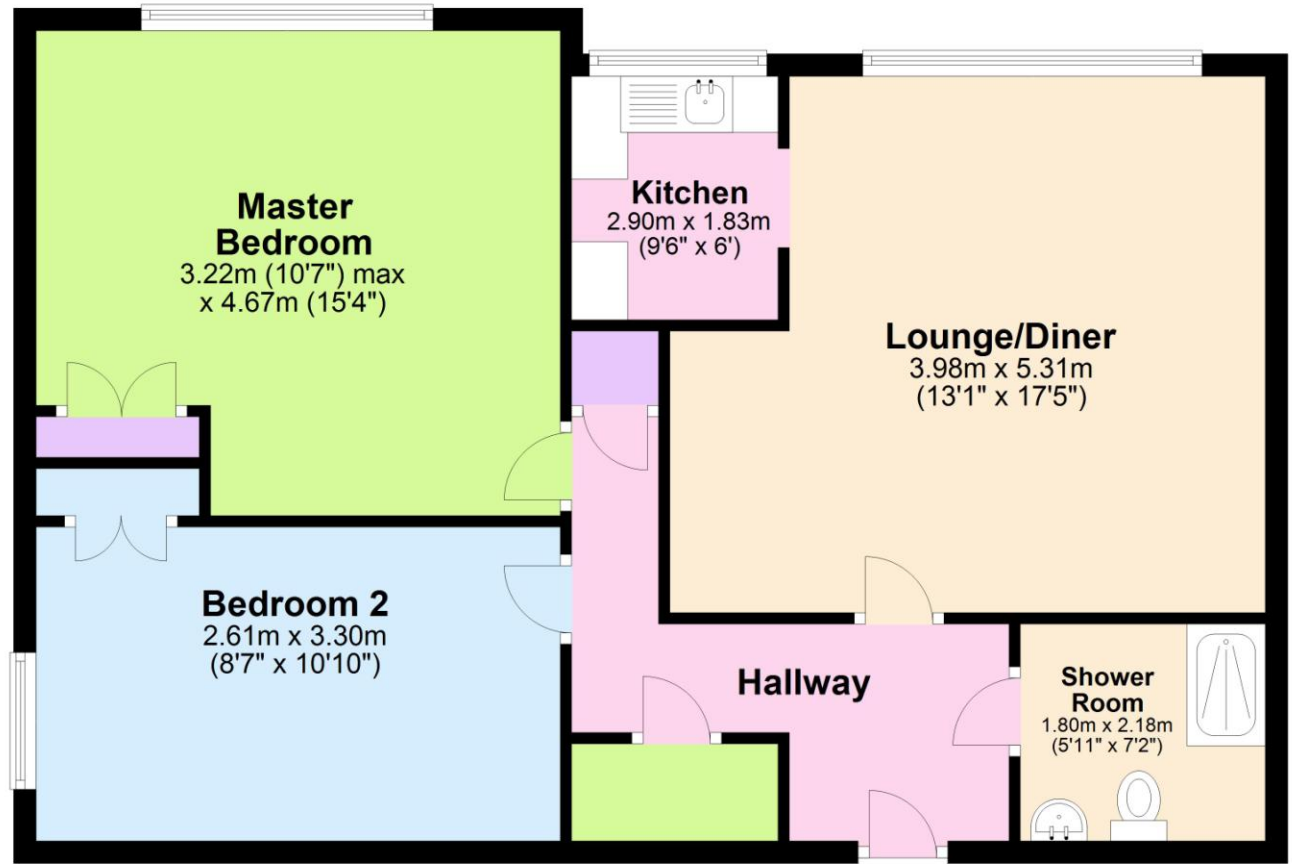 Master
Bedroom
3.22m (10'7") max
x 4.67m (15'4")
Kitchen
2.90m x 1.83m
(9'6" x 6')
Lounge/Diner
3.98m x 5.31m
(13'1" x 17'5")
Bedroom 2
2.61m x 3.30m
(8'7" x 10'10")
Hallway
Shower
Room
1.80m x 2.18m
(5'11" x 7'2")